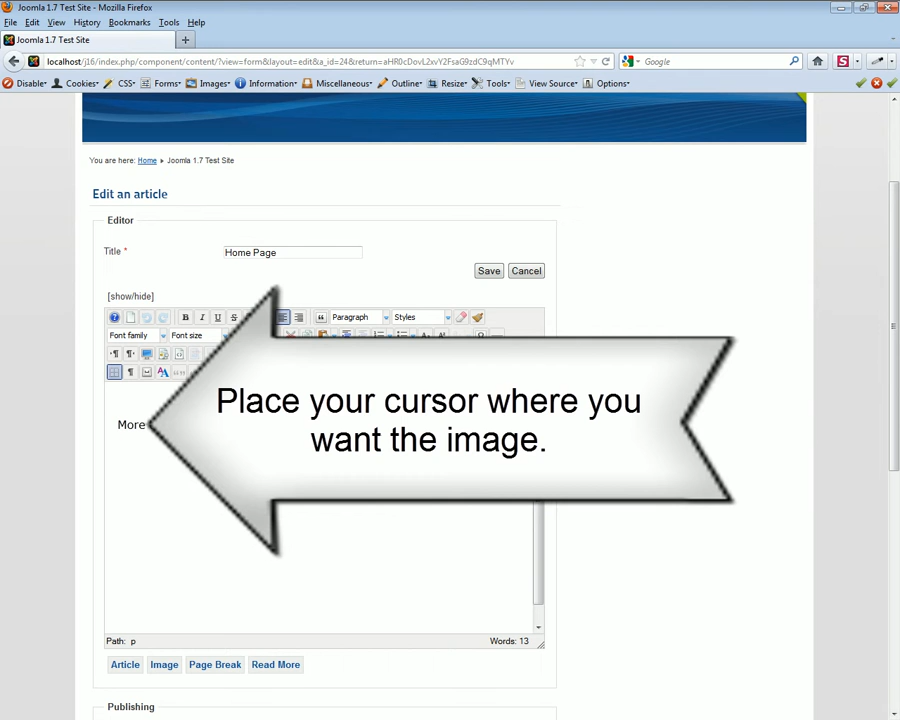 Joomla 1.7 Test Site - Mozilla Firefox
File Edit View History Bookmarks Tools Help
Joomla 1.7 Test Site
localhost/j16/index.php/component/content/?view=form&layout=edit&a_id=24&return=aHR0cDovL2xvY2FsaG9zdC9qMTYv
Google
Disable Cookies CSS Forms Images Information Miscellaneous Outline Resize Tools View Source Options
You are here: Home » Joomla 1.7 Test Site
Edit an article
Editor
Title * Home Page
Save Cancel
[show/hide]
Paragraph Styles
Font family Font size
Place your cursor where you
want the image.
More
Path: p Words: 13
Article Image Page Break Read More
Publishing